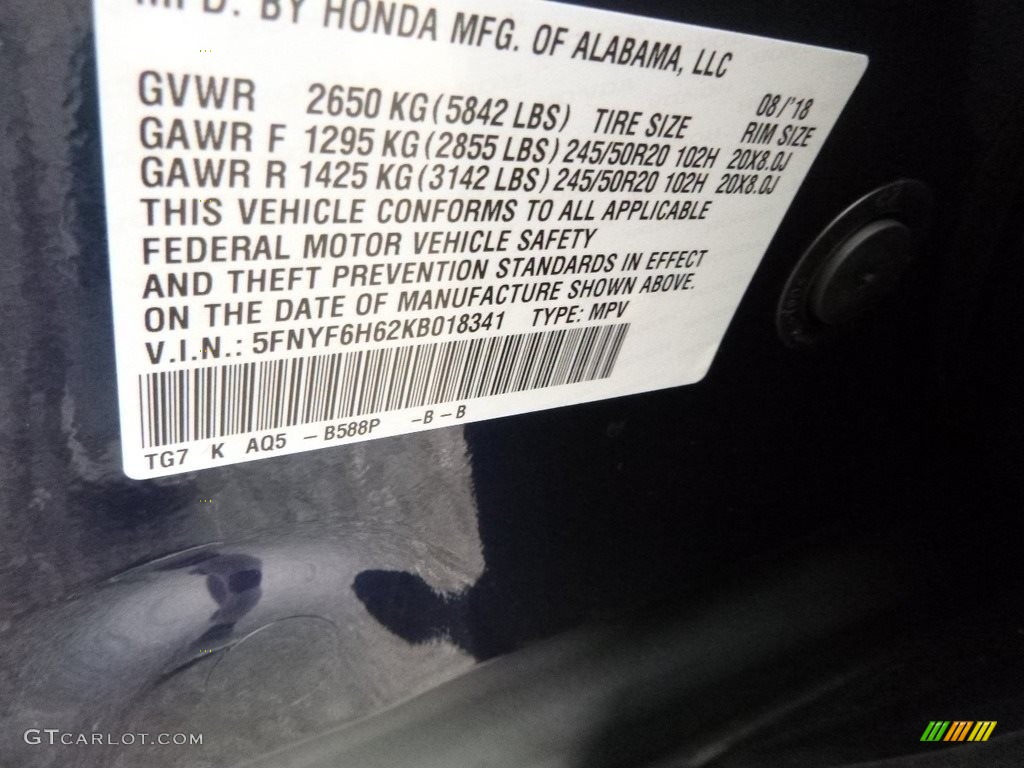 MFD. BY HONDA MFG. OF ALABAMA, LLC
08/'18
GVWR 2650 KG (5842 LBS) TIRE SIZE RIM SIZE
GAWR F 1295 KG (2855 LBS) 245/50R20 102H 20X8.0J
GAWR R 1425 KG (3142 LBS) 245/50R20 102H 20X8.0J
THIS VEHICLE CONFORMS TO ALL APPLICABLE
FEDERAL MOTOR VEHICLE SAFETY
AND THEFT PREVENTION STANDARDS IN EFFECT
ON THE DATE OF MANUFACTURE SHOWN ABOVE.
V.I.N.: 5FNYF6H62KB018341 TYPE: MPV
TG7 K AQ5 - B588P -B-B
GTCARLOT.COM